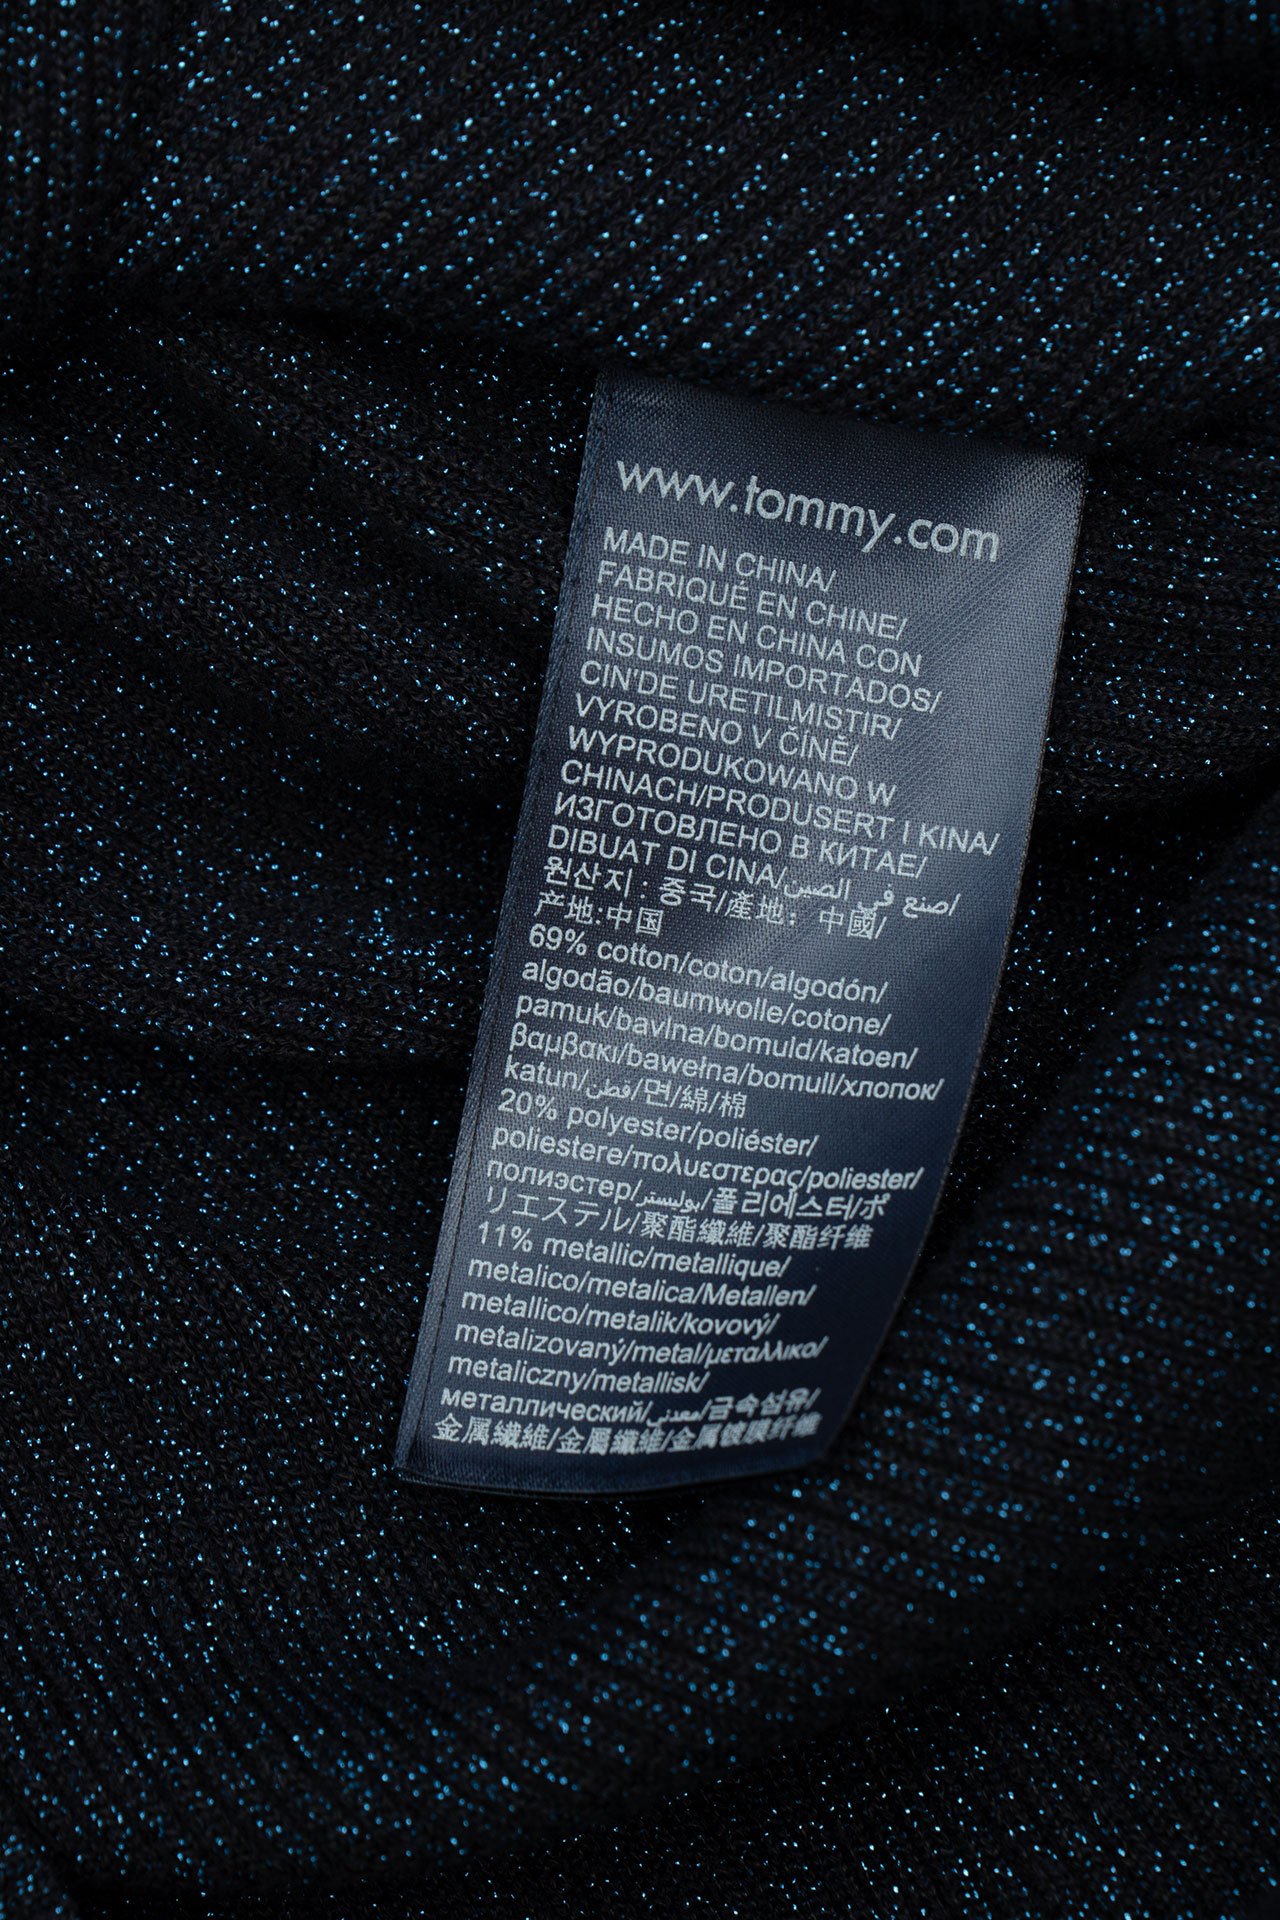 www.tommy.com
MADE IN CHINA/
FABRIQUÉ EN CHINE/
HECHO EN CHINA CON
INSUMOS IMPORTADOS/
CIN'DE URETILMISTIR/
VYROBENO V ČÍNĚ/
WYPRODUKOWANO W
CHINACH/PRODUSERT I KINA/
ИЗГОТОВЛЕНО В КИТАЕ/
DIBUAT DI CINA/صنع في الصين/
원산지 : 중국/產地：中國/
产地:中国
69% cotton/coton/algodón/
algodão/baumwolle/cotone/
pamuk/bavlna/bomuld/katoen/
βαμβακι/bawełna/bomull/хлопок/
katun/قطن/면/綿/棉
20% polyester/poliéster/
poliestere/πολυεστερας/poliester/
полиэстер/بوليستر/폴리에스터/ポ
リエステル/聚酯纖維/聚酯纤维
11% metallic/metallique/
metalico/metalica/Metallen/
metallico/metalik/kovový/
metalizovaný/metal/μεταλλικο/
metaliczny/metallisk/
металлический/معدني/금속섬유/
金属繊維/金屬纖維/金属镀膜纤维